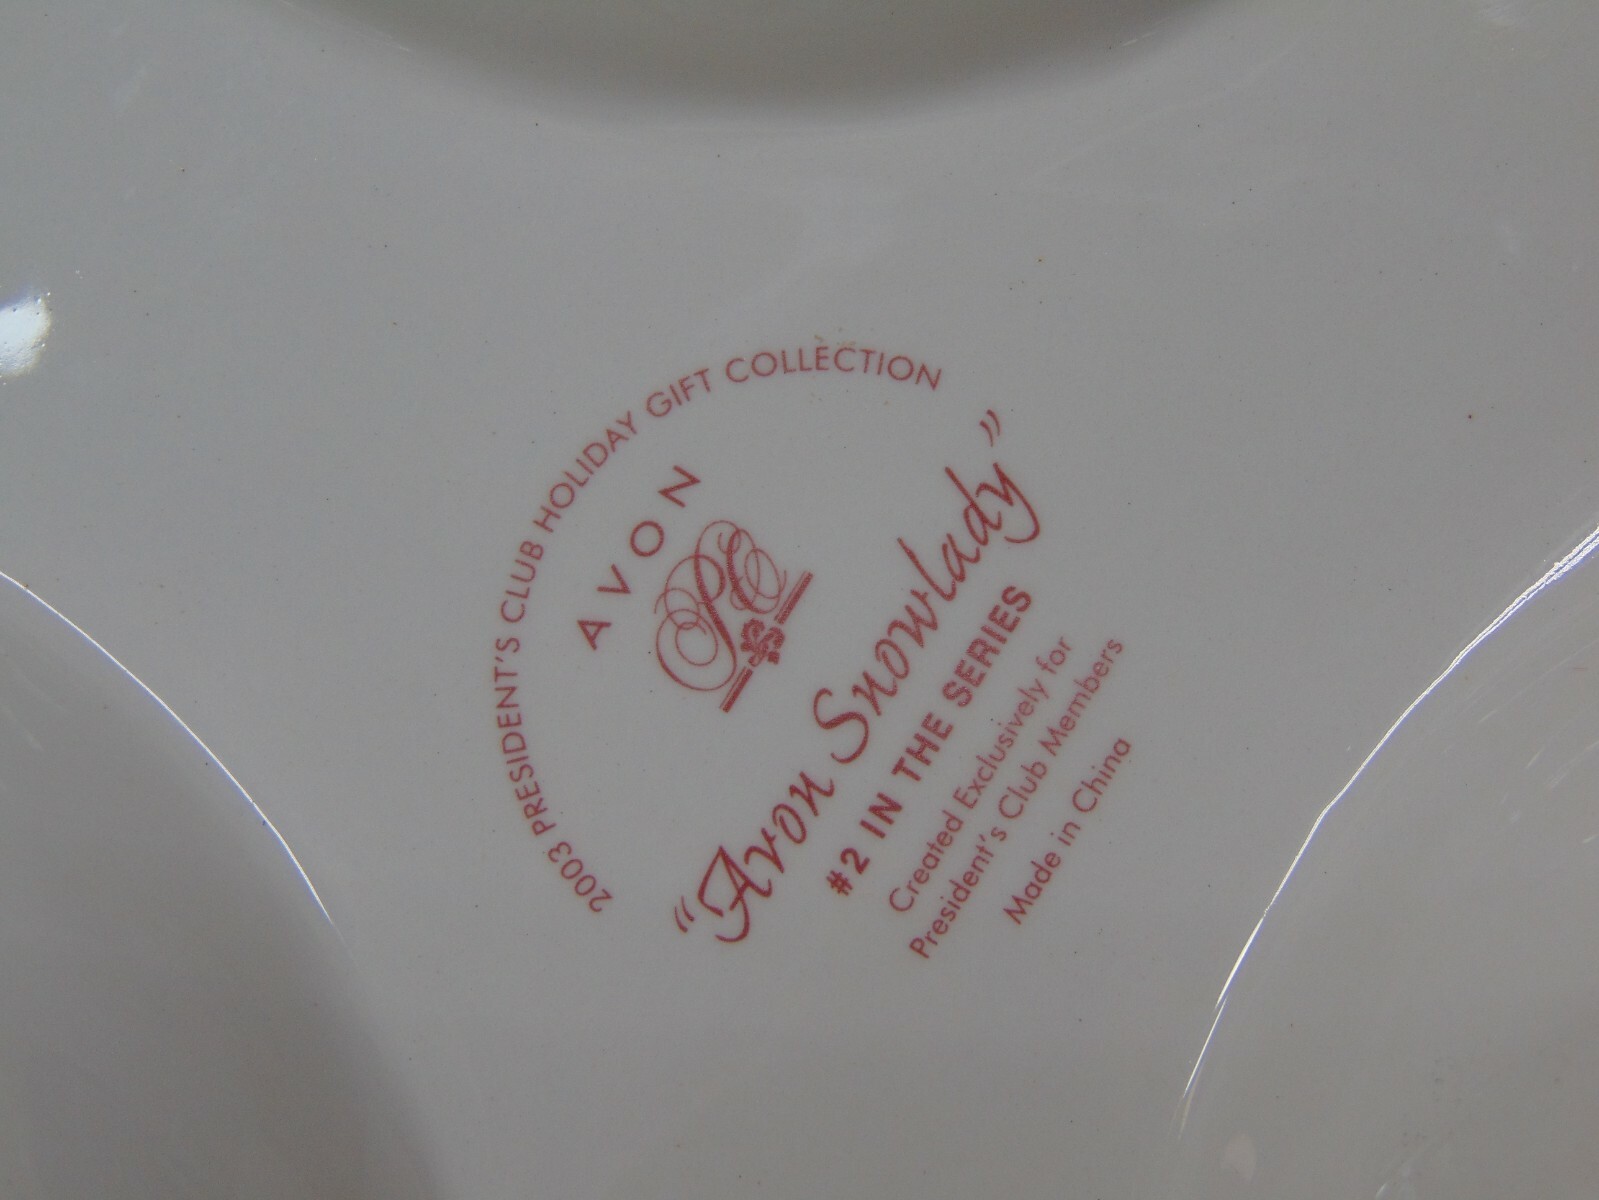 2003 PRESIDENT'S CLUB HOLIDAY GIFT COLLECTION
AVON
PC
"Avon Snowlady"
#2 IN THE SERIES
Created Exclusively for
President's Club Members
Made in China